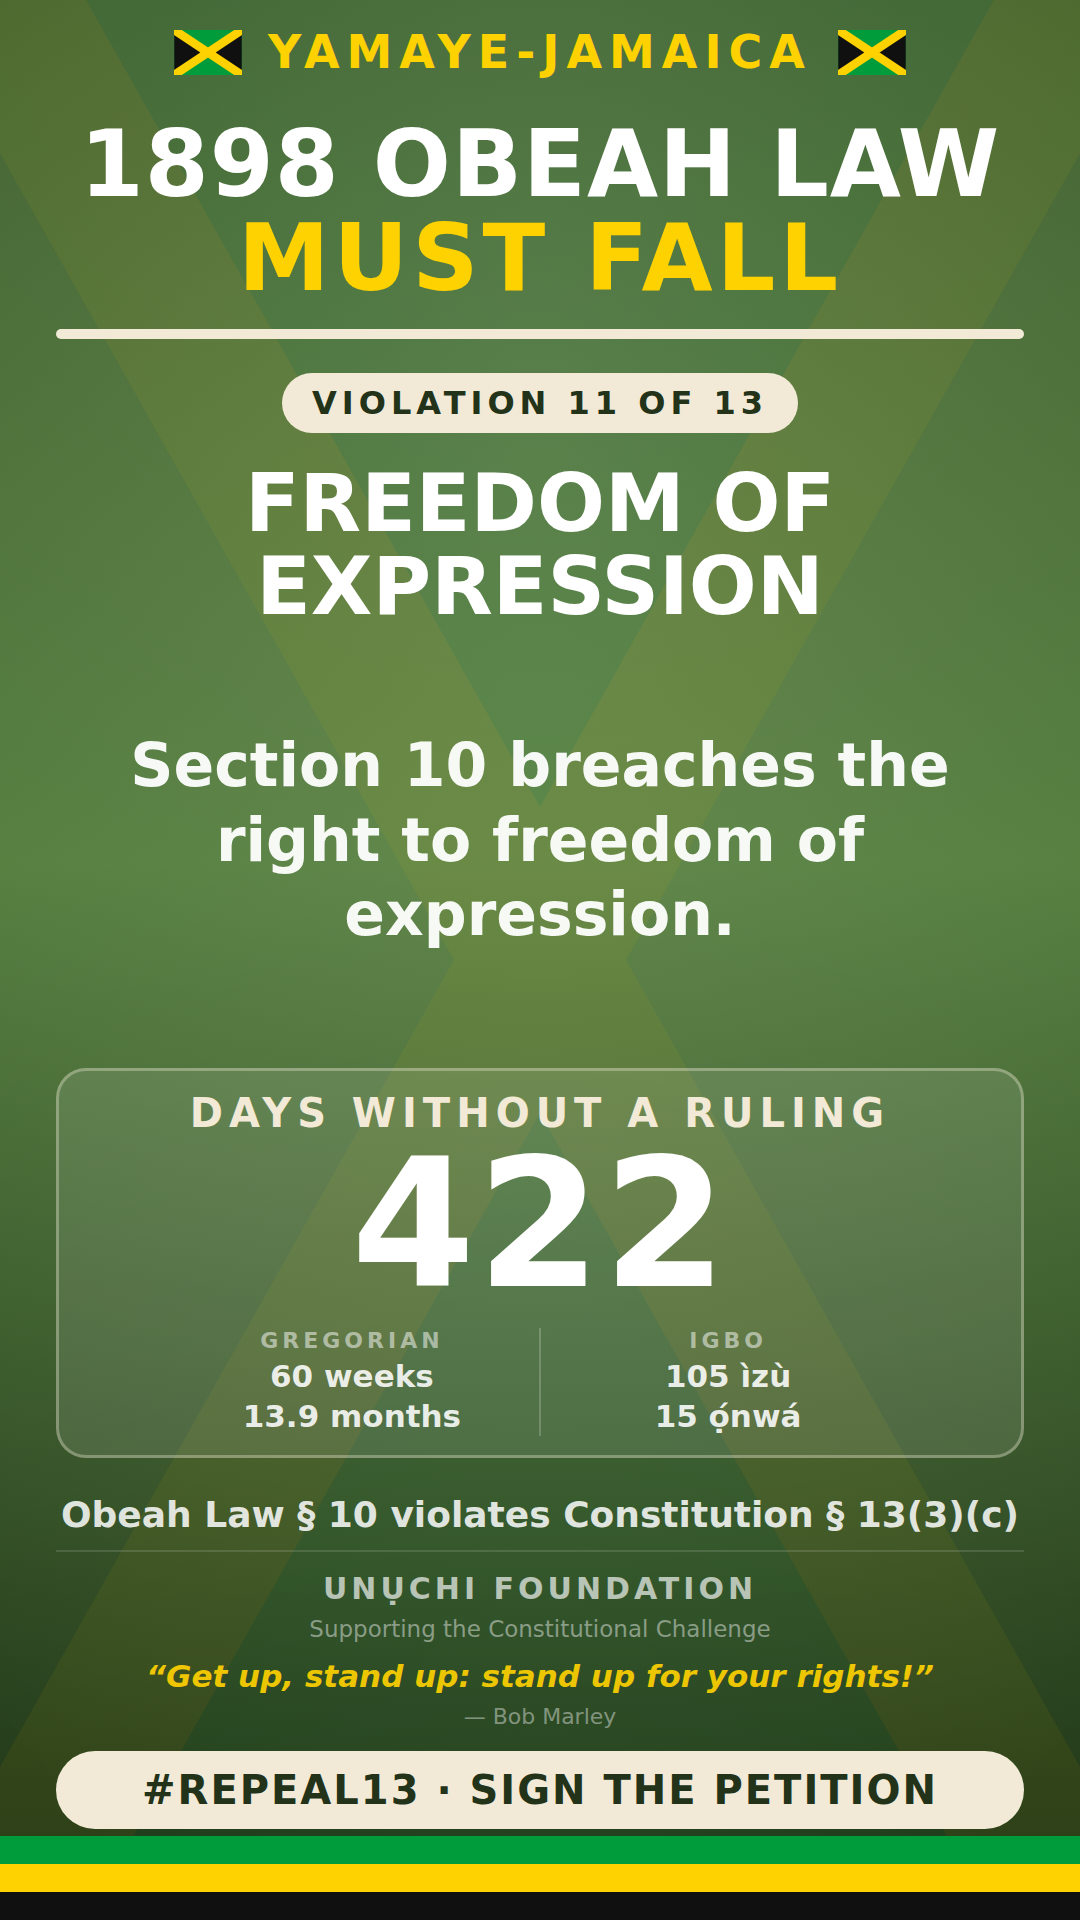 YAMAYE-JAMAICA
1898 OBEAH LAW
MUST FALL
VIOLATION 11 OF 13
FREEDOM OF
EXPRESSION
Section 10 breaches the
right to freedom of
expression.
DAYS WITHOUT A RULING
422
GREGORIAN
60 weeks
13.9 months
IGBO
105 ìzù
15 ọ́nwá
Obeah Law § 10 violates Constitution § 13(3)(c)
UNỤCHI FOUNDATION
Supporting the Constitutional Challenge
“Get up, stand up: stand up for your rights!”
— Bob Marley
#REPEAL13 · SIGN THE PETITION